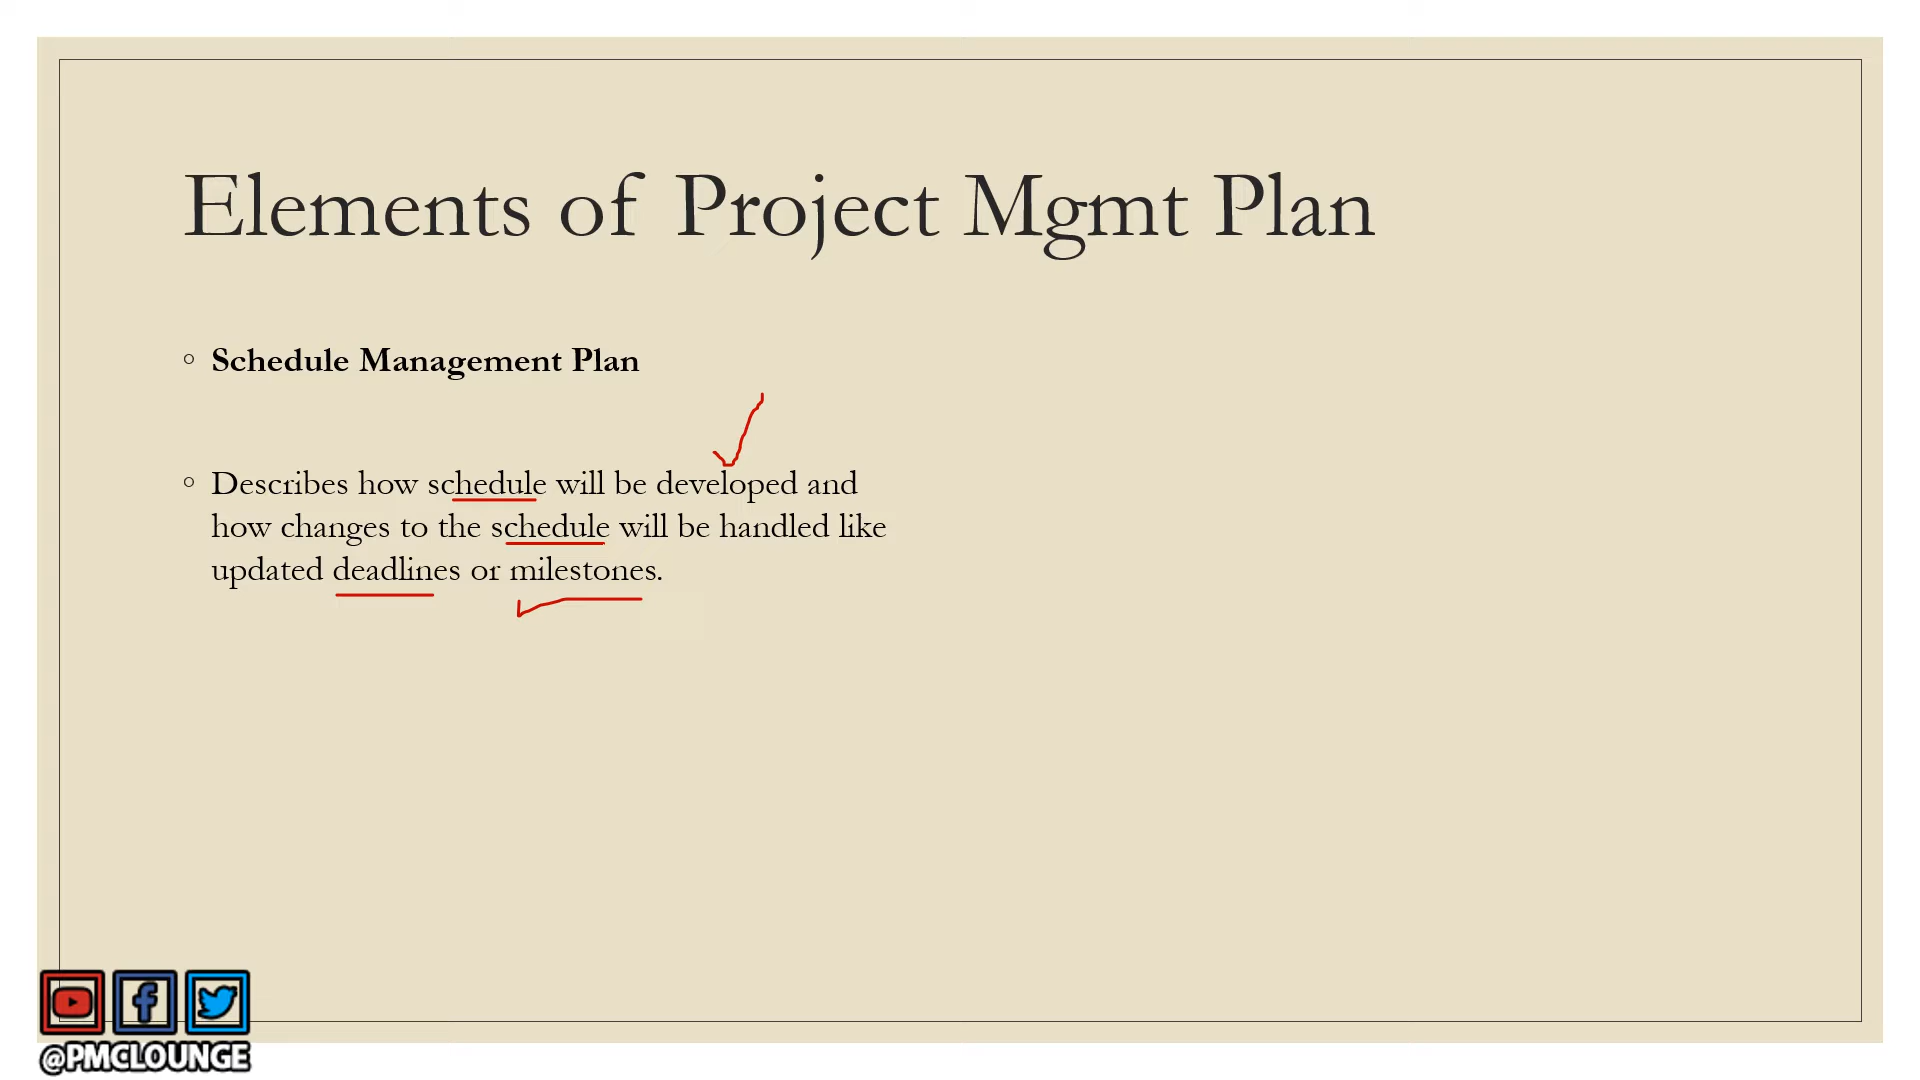 Elements of Project Mgmt Plan
Schedule Management Plan
Describes how schedule will be developed and
how changes to the schedule will be handled like
updated deadlines or milestones.
@PMCLOUNGE